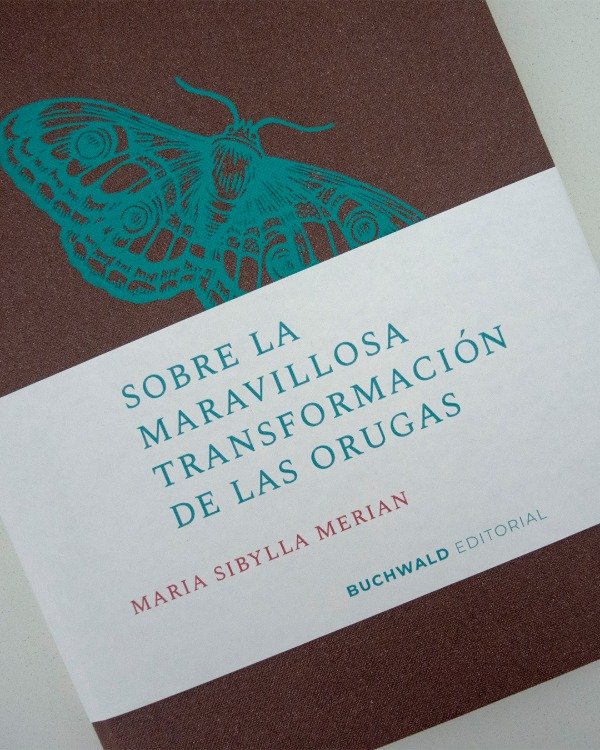 SOBRE LA
MARAVILLOSA
TRANSFORMACIÓN
DE LAS ORUGAS
MARIA SIBYLLA MERIAN
BUCHWALD EDITORIAL